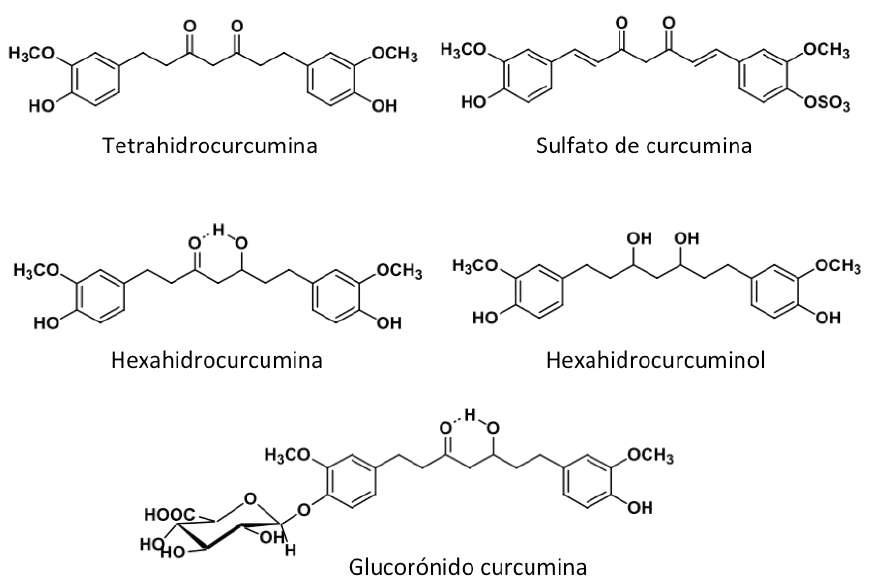 O O
H₃CO OCH₃
HO OH
Tetrahidrocurcumina
O O
H₃CO OCH₃
HO OSO₃
Sulfato de curcumina
H
O O
H₃CO OCH₃
HO OH
Hexahidrocurcumina
OH OH
H₃CO OCH₃
HO OH
Hexahidrocurcuminol
H
O O
H₃CO OCH₃
OH
O O
HOOC
HO HO OH H
Glucorónido curcumina